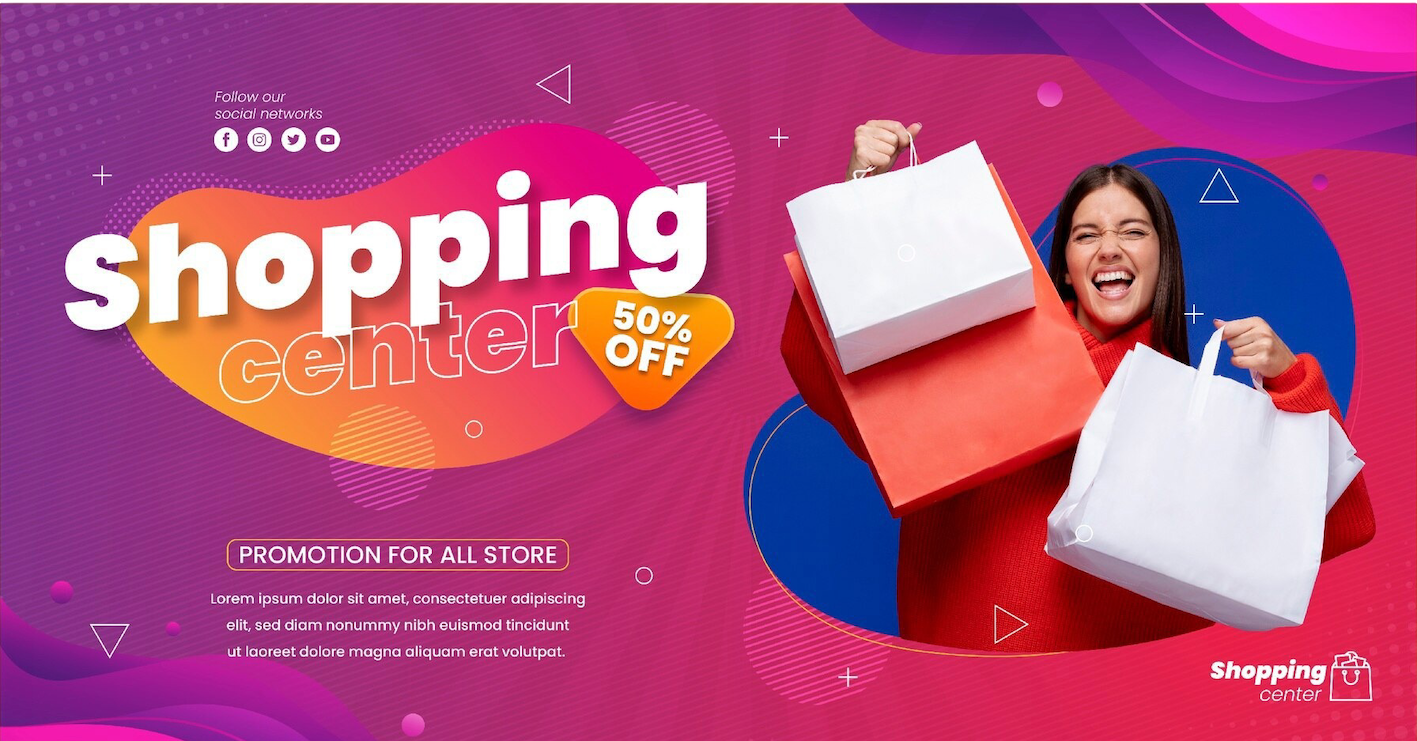 Follow our
social networks
Shopping
center
50%
OFF
PROMOTION FOR ALL STORE
Lorem ipsum dolor sit amet, consectetuer adipiscing
elit, sed diam nonummy nibh euismod tincidunt
ut laoreet dolore magna aliquam erat volutpat.
Shopping
center